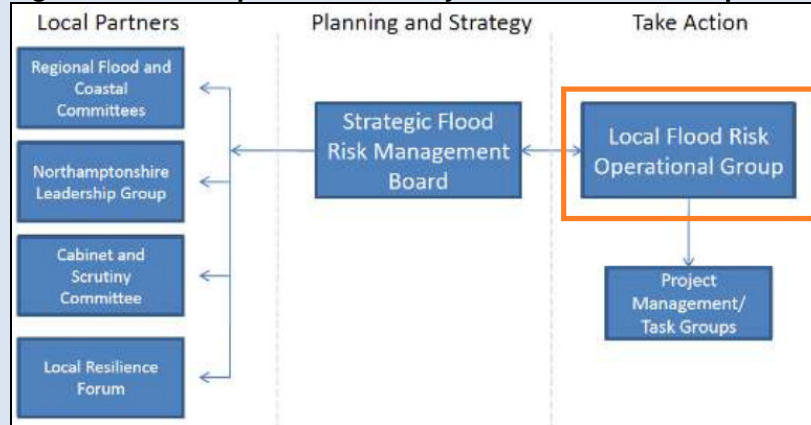 Local Partners
Planning and Strategy
Take Action
Regional Flood and
Coastal
Committees
Northamptonshire
Leadership Group
Cabinet and
Scrutiny
Committee
Local Resilience
Forum
Strategic Flood
Risk Management
Board
Local Flood Risk
Operational Group
Project
Management/
Task Groups